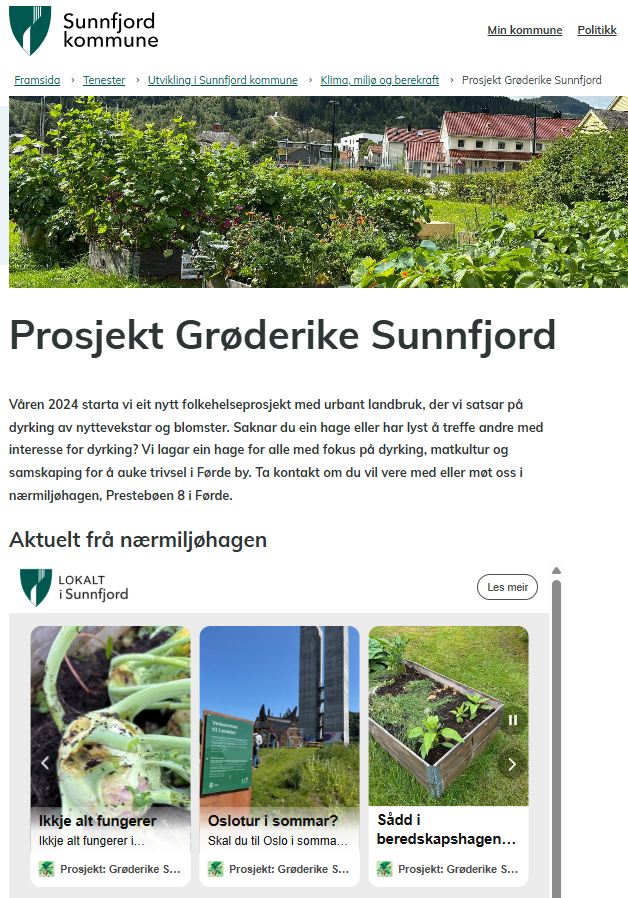 Sunnfjord
kommune
Min kommune Politikk
Framsida › Tenester › Utvikling i Sunnfjord kommune › Klima, miljø og berekraft › Prosjekt Grøderike Sunnfjord
Prosjekt Grøderike Sunnfjord
Våren 2024 starta vi eit nytt folkehelseprosjekt med urbant landbruk, der vi satsar på
dyrking av nyttevekstar og blomster. Saknar du ein hage eller har lyst å treffe andre med
interesse for dyrking? Vi lagar ein hage for alle med fokus på dyrking, matkultur og
samskaping for å auke trivsel i Førde by. Ta kontakt om du vil vere med eller møt oss i
nærmiljøhagen, Prestebøen 8 i Førde.
Aktuelt frå nærmiljøhagen
LOKALT
i Sunnfjord
Les meir
Velkommen
til Losæter
Ikkje alt fungerer
Ikkje alt fungerer i…
Prosjekt: Grøderike S…
Oslotur i sommar?
Skal du til Oslo i somma…
Prosjekt: Grøderike S…
Sådd i
beredskapshagen…
Prosjekt: Grøderike S…